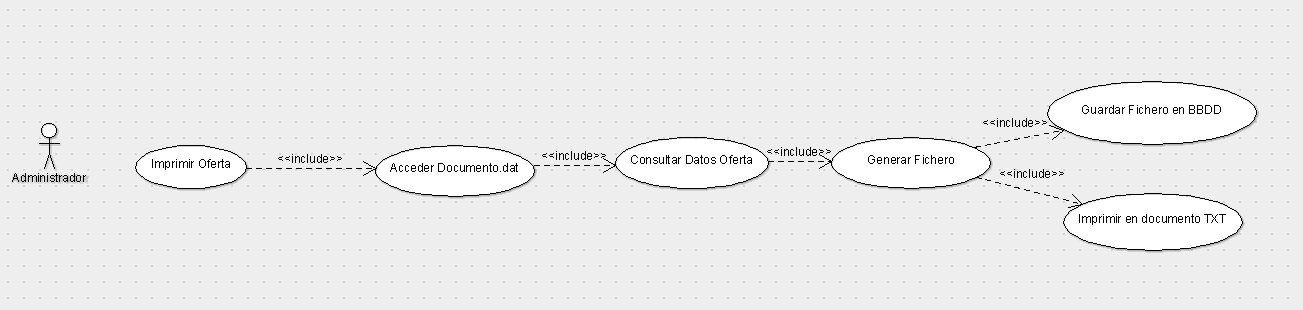 Administrador
Imprimir Oferta
<<include>>
Acceder Documento.dat
<<include>>
Consultar Datos Oferta
<<include>>
Generar Fichero
<<include>>
Guardar Fichero en BBDD
<<include>>
Imprimir en documento TXT